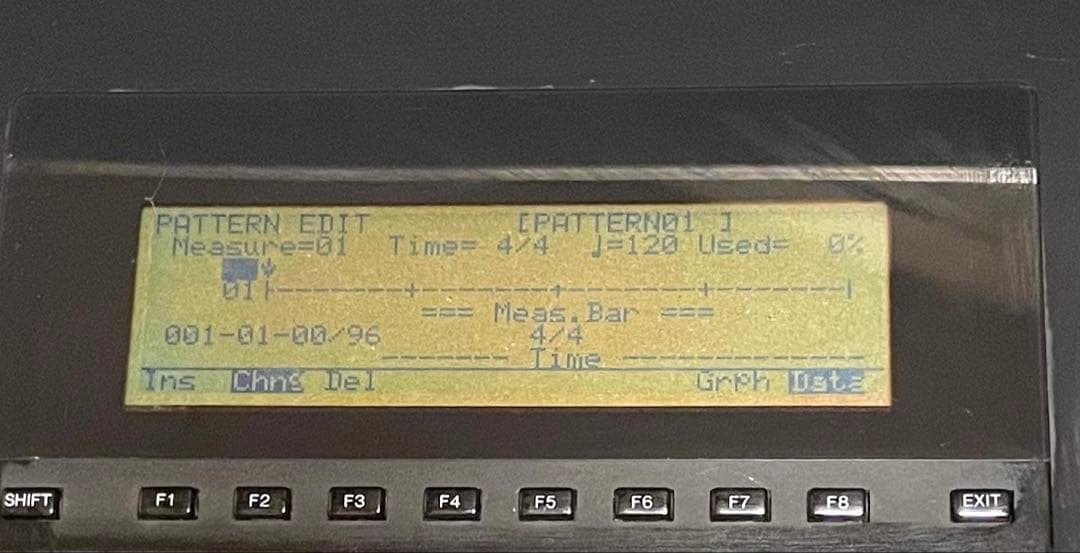 PATTERN EDIT [PATTERN01 ]
Measure=01 Time= 4/4 ♩=120 Used= 0%
01
=== Meas.Bar ===
001-01-00/96 4/4
Time
Ins Chng Del Grph Data
SHIFT F1 F2 F3 F4 F5 F6 F7 F8 EXIT